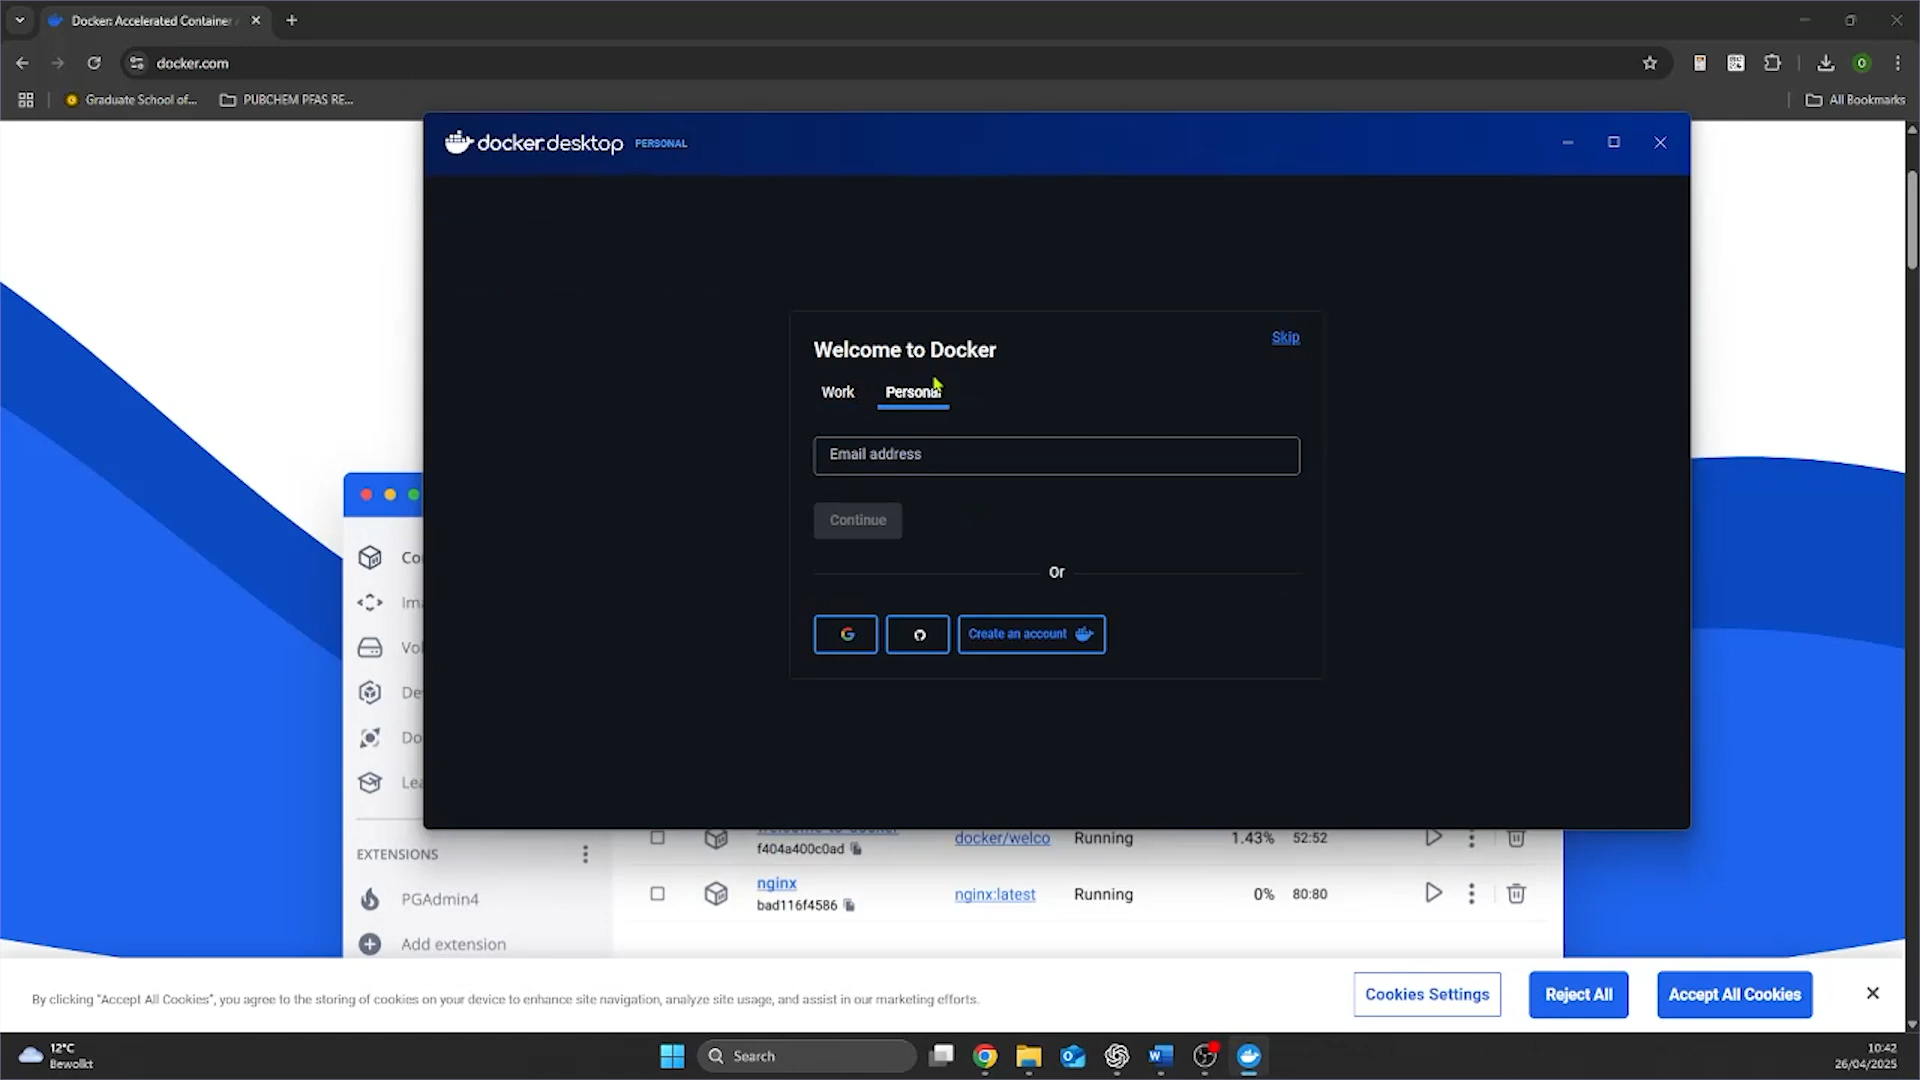 Docker: Accelerated Container
docker.com
Graduate School of...
PUBCHEM PFAS RE...
All Bookmarks
docker.desktop PERSONAL
Welcome to Docker
Skip
Work
Personal
Email address
Continue
Or
Create an account
EXTENSIONS
PGAdmin4
Add extension
f404a400c0ad
docker/welco
Running
1.43%
52:52
nginx
bad116f4586
nginx:latest
Running
0%
80:80
By clicking "Accept All Cookies", you agree to the storing of cookies on your device to enhance site navigation, analyze site usage, and assist in our marketing efforts.
Cookies Settings
Reject All
Accept All Cookies
12°C
Bewolkt
Search
10:42
26/04/2025